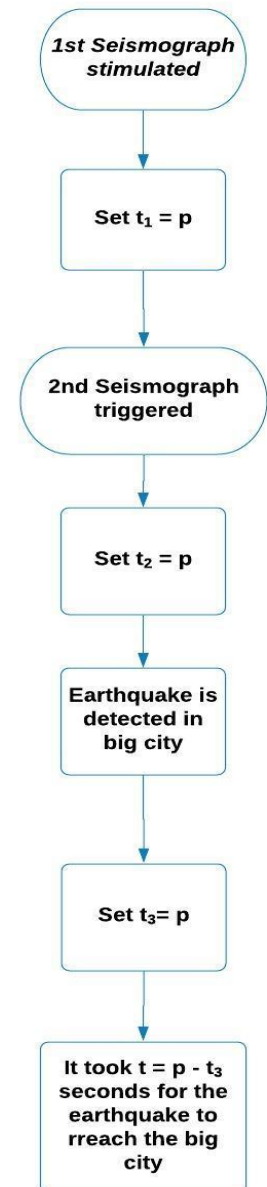 1st Seismograph
stimulated
Set t₁ = p
2nd Seismograph
triggered
Set t₂ = p
Earthquake is
detected in
big city
Set t₃= p
It took t = p - t₃
seconds for the
earthquake to
rreach the big
city